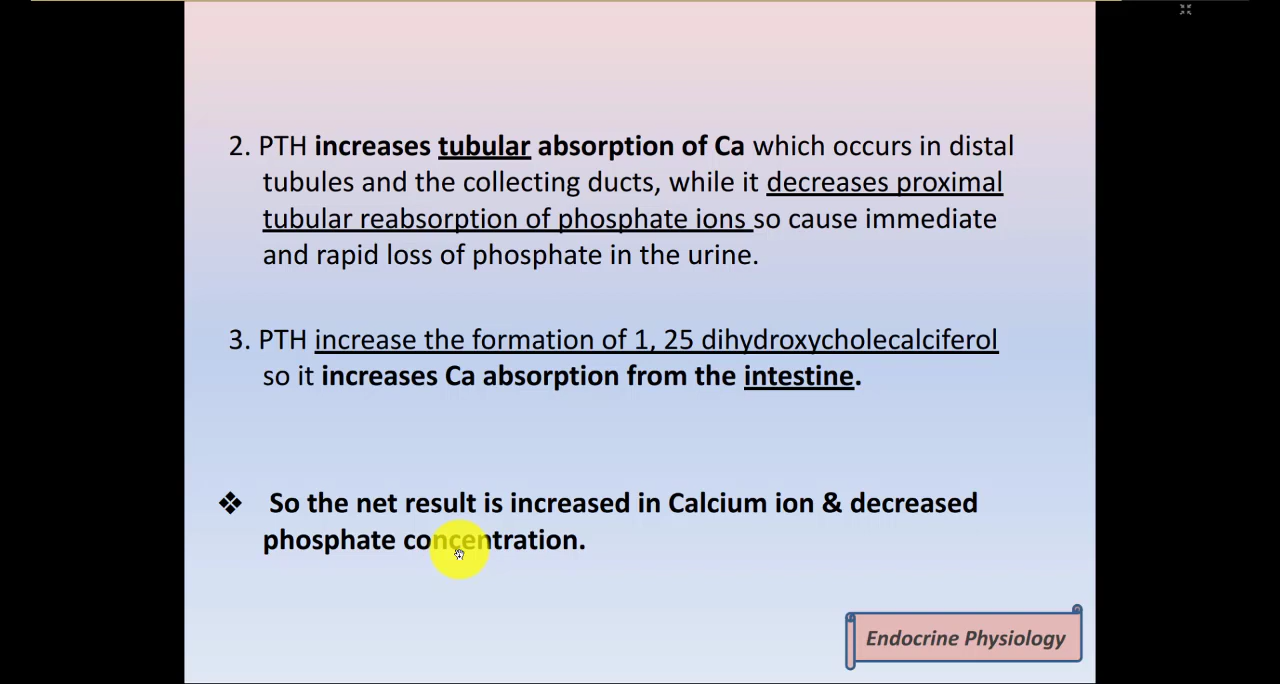 2. PTH increases tubular absorption of Ca which occurs in distal
tubules and the collecting ducts, while it decreases proximal
tubular reabsorption of phosphate ions so cause immediate
and rapid loss of phosphate in the urine.
3. PTH increase the formation of 1, 25 dihydroxycholecalciferol
so it increases Ca absorption from the intestine.
❖ So the net result is increased in Calcium ion & decreased
phosphate concentration.
Endocrine Physiology